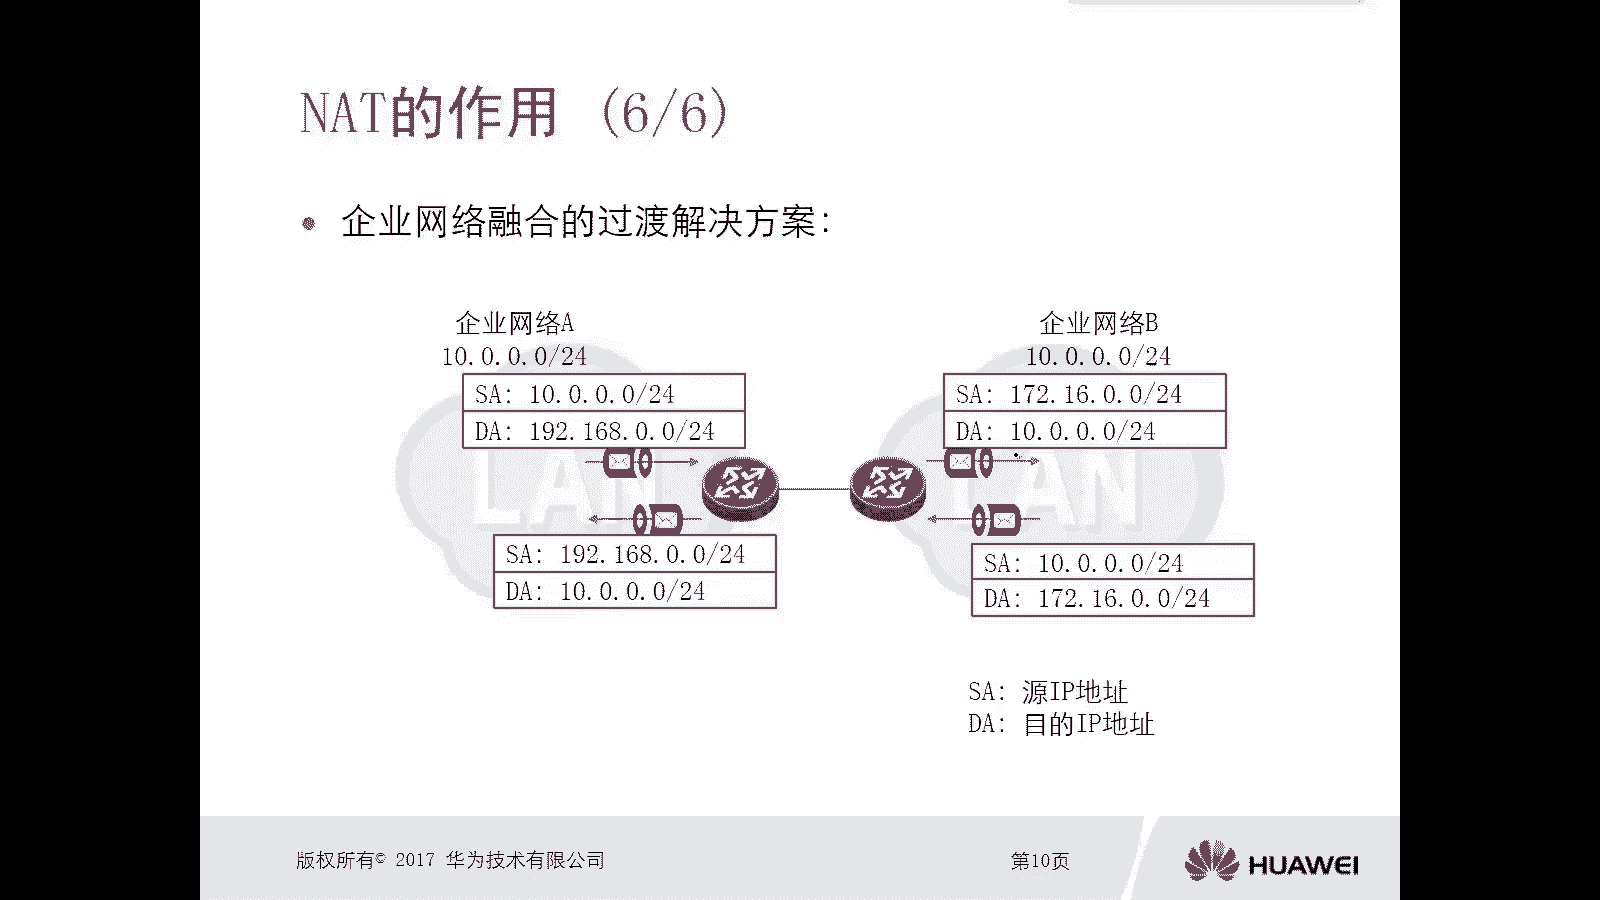 NAT的作用 (6/6)
企业网络融合的过渡解决方案:
企业网络A
10.0.0.0/24
SA: 10.0.0.0/24
DA: 192.168.0.0/24
LAN
SA: 192.168.0.0/24
DA: 10.0.0.0/24
企业网络B
10.0.0.0/24
SA: 172.16.0.0/24
DA: 10.0.0.0/24
LAN
SA: 10.0.0.0/24
DA: 172.16.0.0/24
SA: 源IP地址
DA: 目的IP地址
版权所有© 2017 华为技术有限公司
第10页
HUAWEI